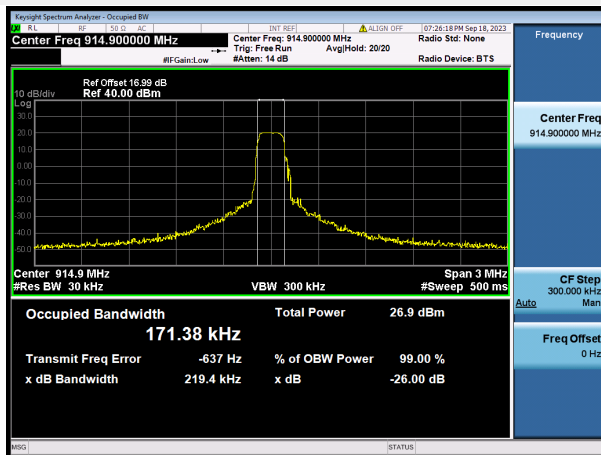 Keysight Spectrum Analyzer - Occupied BW
LXI RL RF 50 Ω AC INT REF ALIGN OFF 07:26:18 PM Sep 18, 2023
Center Freq 914.900000 MHz
Center Freq: 914.900000 MHz Radio Std: None
Trig: Free Run Avg|Hold: 20/20
#IFGain:Low #Atten: 14 dB Radio Device: BTS
Frequency
Ref Offset 16.99 dB
10 dB/div Ref 40.00 dBm
Log
30.0
20.0
10.0
0.00
-10.0
-20.0
-30.0
-40.0
-50.0
Center 914.9 MHz Span 3 MHz
#Res BW 30 kHz VBW 300 kHz #Sweep 500 ms
Occupied Bandwidth Total Power 26.9 dBm
171.38 kHz
Transmit Freq Error -637 Hz % of OBW Power 99.00 %
x dB Bandwidth 219.4 kHz x dB -26.00 dB
Center Freq
914.900000 MHz
CF Step
300.000 kHz
Auto Man
Freq Offset
0 Hz
MSG STATUS